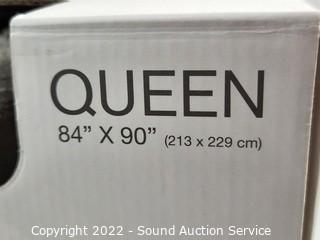 QUEEN
84” X 90” (213 x 229 cm)
Copyright 2022 - Sound Auction Service